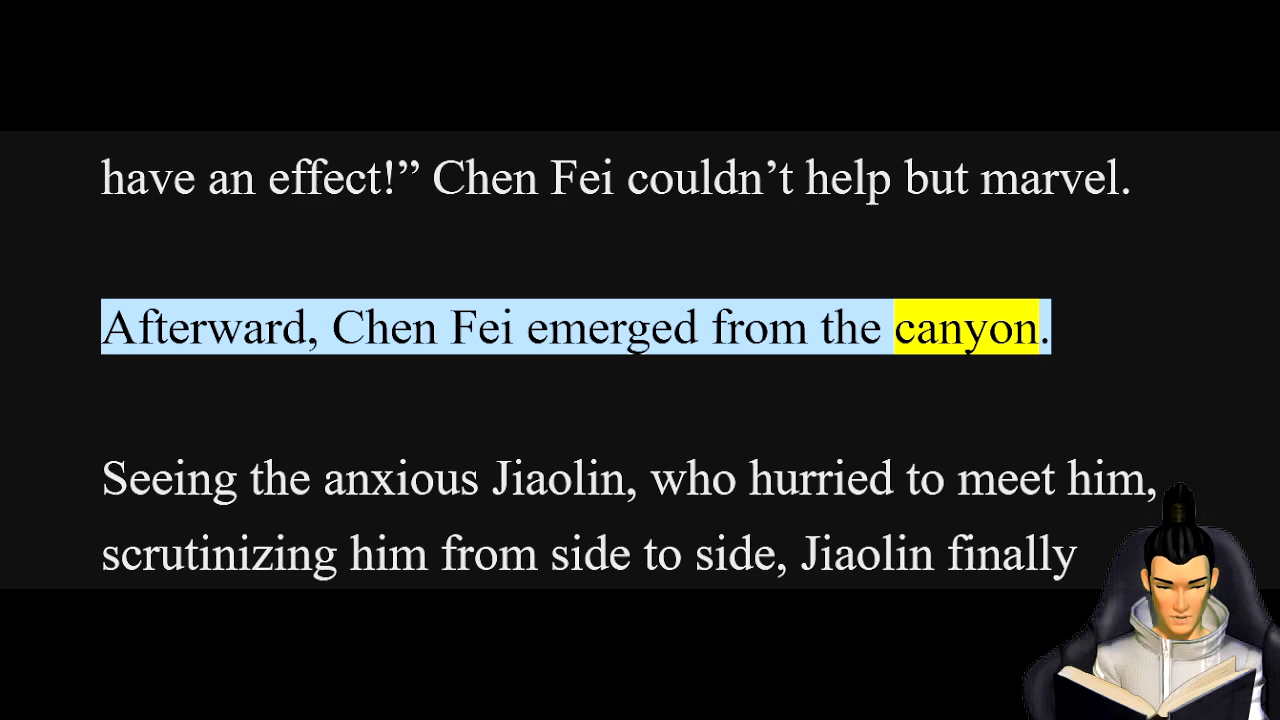 have an effect!” Chen Fei couldn’t help but marvel.
Afterward, Chen Fei emerged from the canyon.
Seeing the anxious Jiaolin, who hurried to meet him,
scrutinizing him from side to side, Jiaolin finally